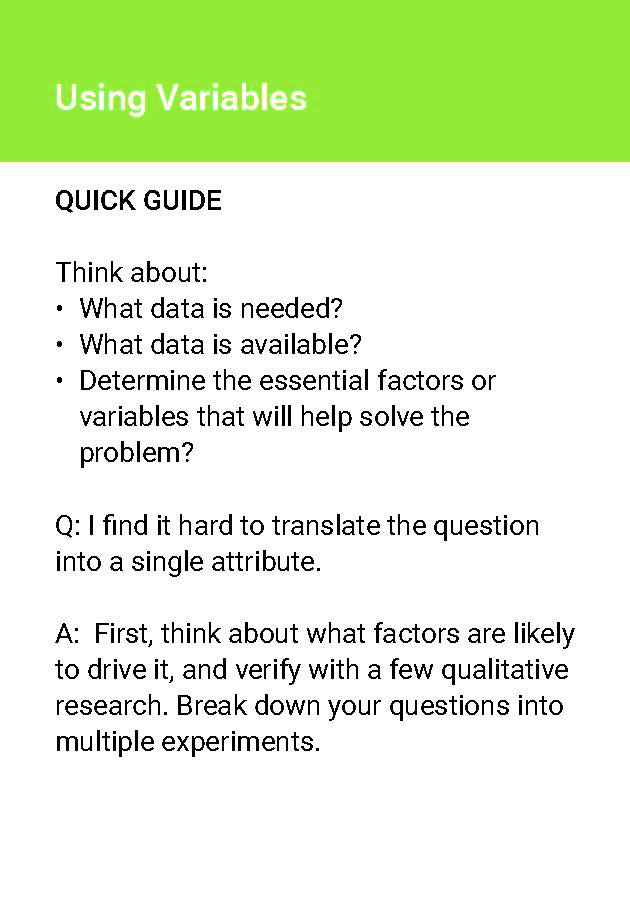 Using Variables
QUICK GUIDE
Think about:
• What data is needed?
• What data is available?
• Determine the essential factors or
variables that will help solve the
problem?
Q: I find it hard to translate the question
into a single attribute.
A:  First, think about what factors are likely
to drive it, and verify with a few qualitative
research. Break down your questions into
multiple experiments.